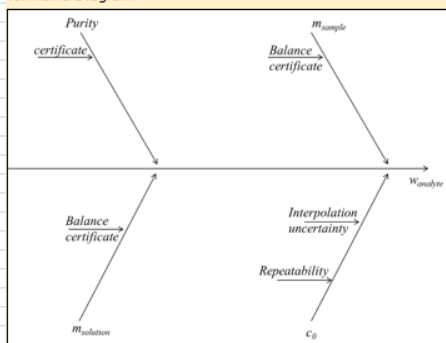 Purity
m_sample
certificate
Balance
certificate
w_analyte
Balance
certificate
Interpolation
uncertainty
Repeatability
m_solution
c_0